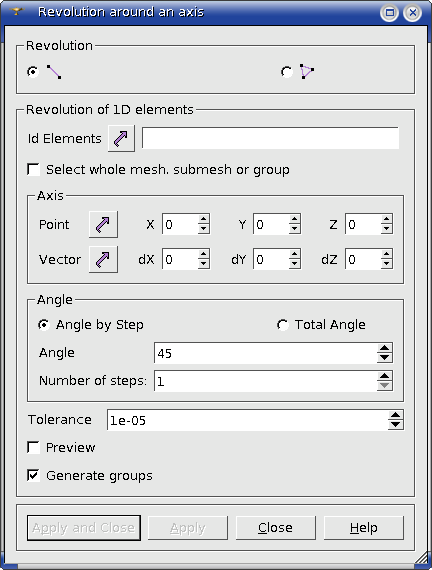 Revolution around an axis
Revolution
Revolution of 1D elements
Id Elements
Select whole mesh. submesh or group
Axis
Point X 0 Y 0 Z 0
Vector dX 0 dY 0 dZ 0
Angle
Angle by Step Total Angle
Angle 45
Number of steps: 1
Tolerance 1e-05
Preview
Generate groups
Apply and Close Apply Close Help